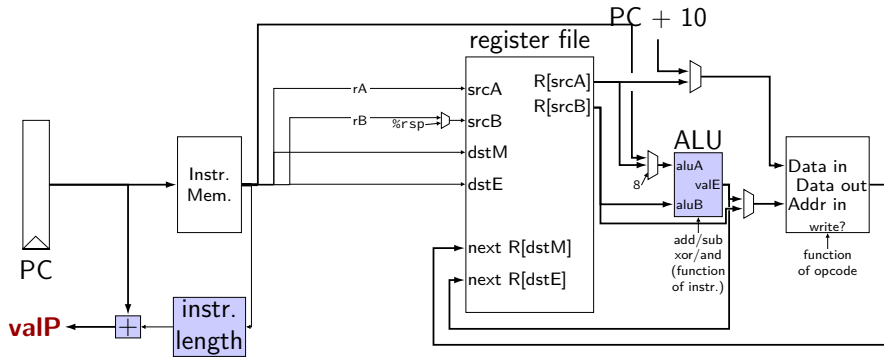 PC + 10
register file
R[srcA]
rA
srcA
R[srcB]
rB
%rsp
srcB
ALU
Instr.
Mem.
dstM
aluA
Data in
8
valE
Data out
dstE
aluB
Addr in
write?
PC
next R[dstM]
add/sub
xor/and
(function
of instr.)
function
of opcode
next R[dstE]
valP
+
instr.
length